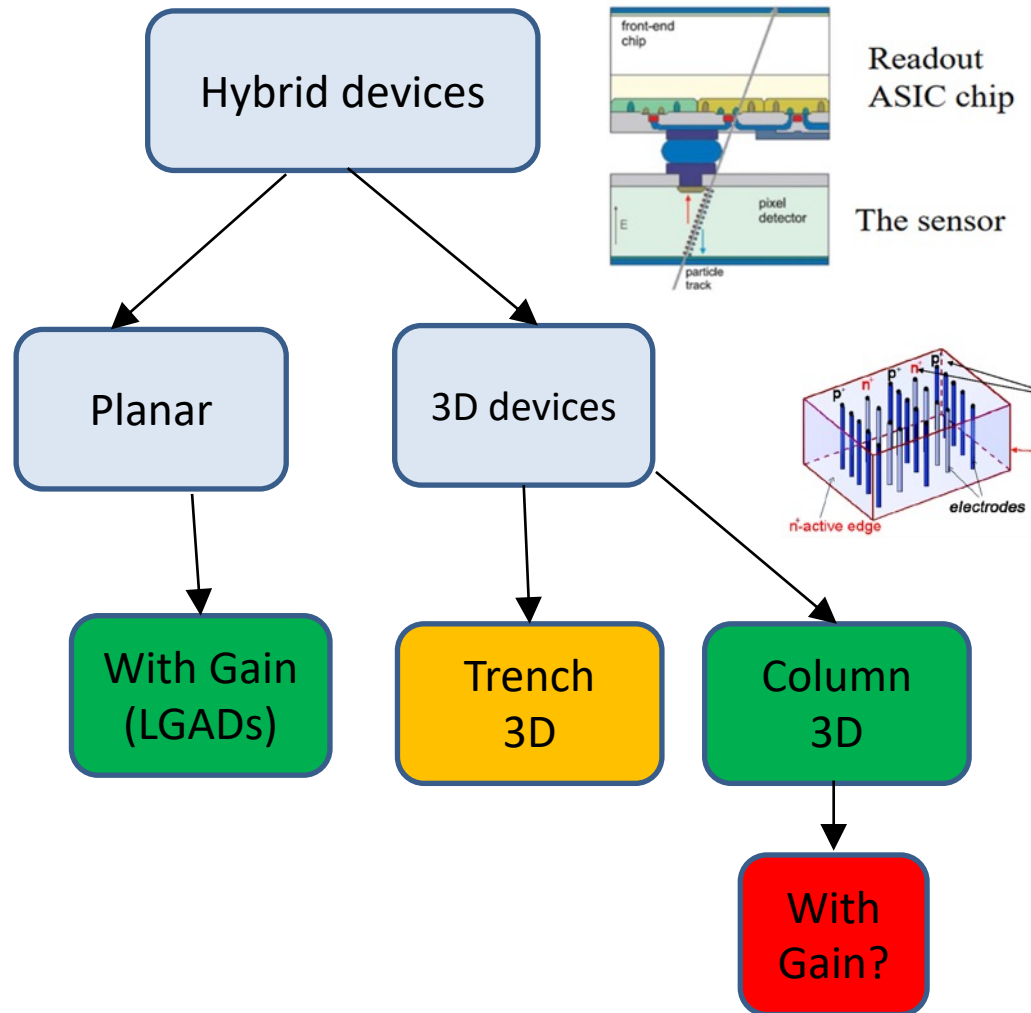 Hybrid devices
front-end
chip
Readout
ASIC chip
pixel
detector
E
The sensor
particle
track
Planar
3D devices
p⁺
n⁺
p⁺
n⁺
p⁺
electrodes
n⁺-active edge
With Gain
(LGADs)
Trench
3D
Column
3D
With
Gain?